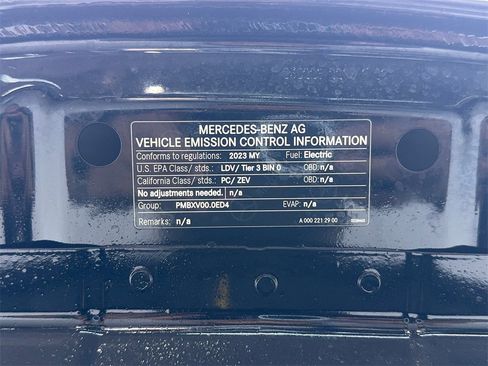 MERCEDES-BENZ AG
VEHICLE EMISSION CONTROL INFORMATION
Conforms to regulations: 2023 MY Fuel: Electric
U.S. EPA Class/ stds.: LDV/ Tier 3 BIN 0 OBD: n/a
California Class/ stds.: PC/ ZEV OBD: n/a
No adjustments needed. n/a
Group: PMBXV00.0ED4 EVAP: n/a
Remarks: n/a A 000 221 29 00